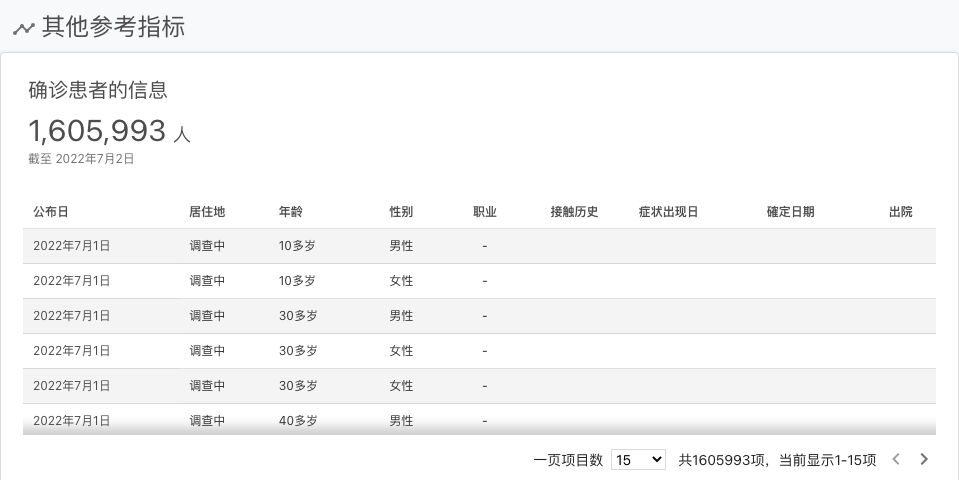 其他参考指标
确诊患者的信息
1,605,993 人
截至 2022年7月2日
公布日 居住地 年龄 性别 职业 接触历史 症状出现日 確定日期 出院
2022年7月1日 调查中 10多岁 男性 -
2022年7月1日 调查中 10多岁 女性 -
2022年7月1日 调查中 30多岁 男性 -
2022年7月1日 调查中 30多岁 女性 -
2022年7月1日 调查中 30多岁 女性 -
2022年7月1日 调查中 40多岁 男性 -
一页项目数 15 共1605993项，当前显示1-15项